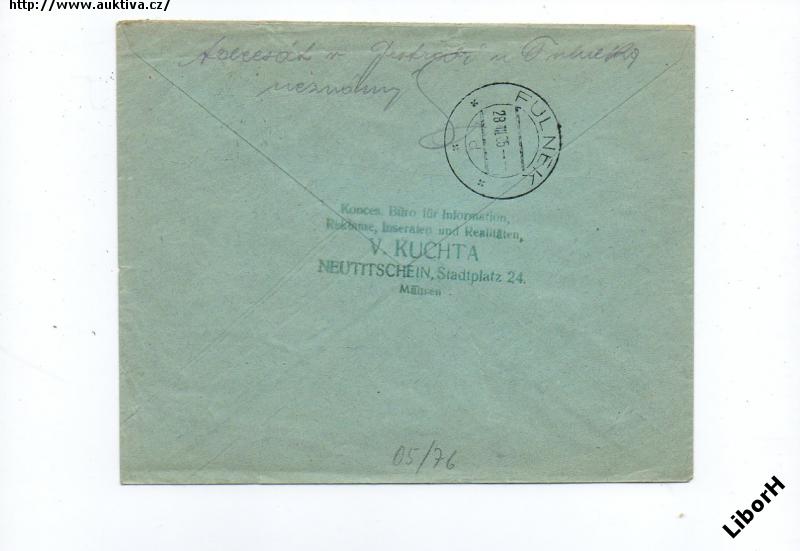 http://www.auktiva.cz/
Adresát v
neznámý
FULNEK
Konces. Büro für Information,
Reklame, Inseraten und Realitäten,
V. KUCHTA
NEUTITSCHEIN, Stadtplatz 24.
Mähren
05/76
LiborH